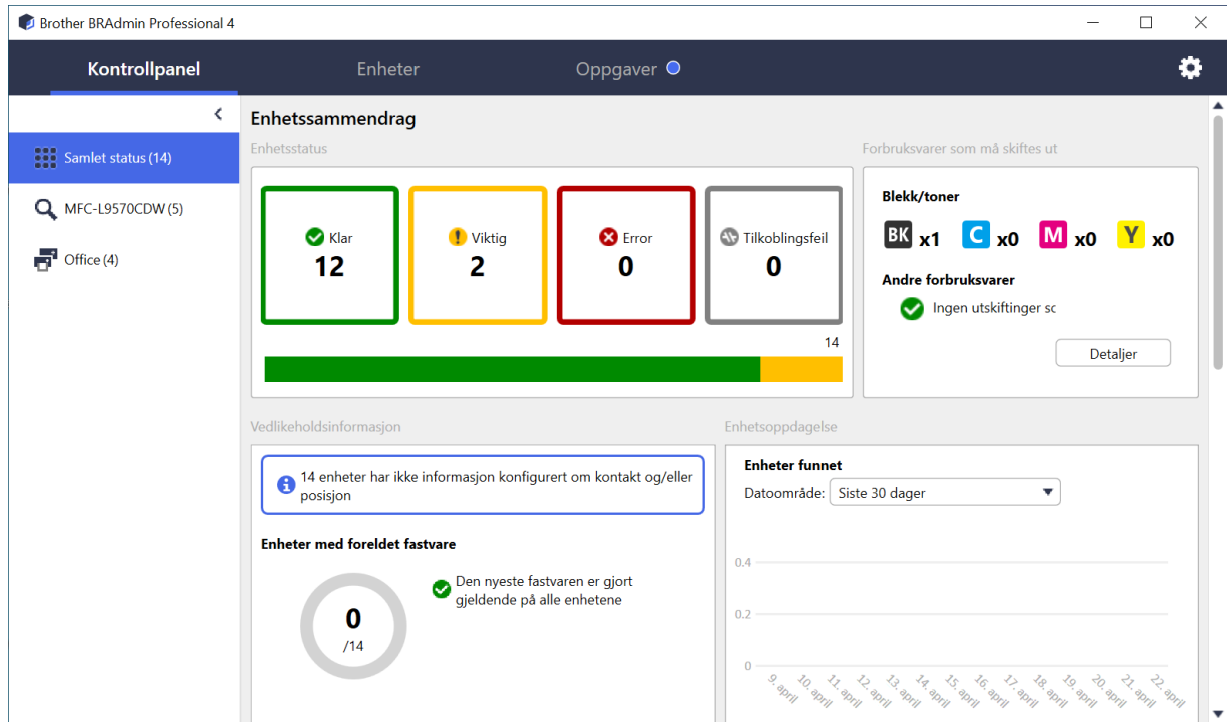 Brother BRAdmin Professional 4
Kontrollpanel
Enheter
Oppgaver
Samlet status (14)
MFC-L9570CDW (5)
Office (4)
Enhetssammendrag
Enhetsstatus
Klar
12
Viktig
2
Error
0
Tilkoblingsfeil
0
14
Forbruksvarer som må skiftes ut
Blekk/toner
BK x1 C x0 M x0 Y x0
Andre forbruksvarer
Ingen utskiftinger sc
Detaljer
Vedlikeholdsinformasjon
14 enheter har ikke informasjon konfigurert om kontakt og/eller
posisjon
Enheter med foreldet fastvare
0
/14
Den nyeste fastvaren er gjort
gjeldende på alle enhetene
Enhetsoppdagelse
Enheter funnet
Datoområde: Siste 30 dager
0.4
0.2
0
9. april
10. april
11. april
12. april
13. april
14. april
15. april
16. april
17. april
18. april
19. april
20. april
21. april
22. april